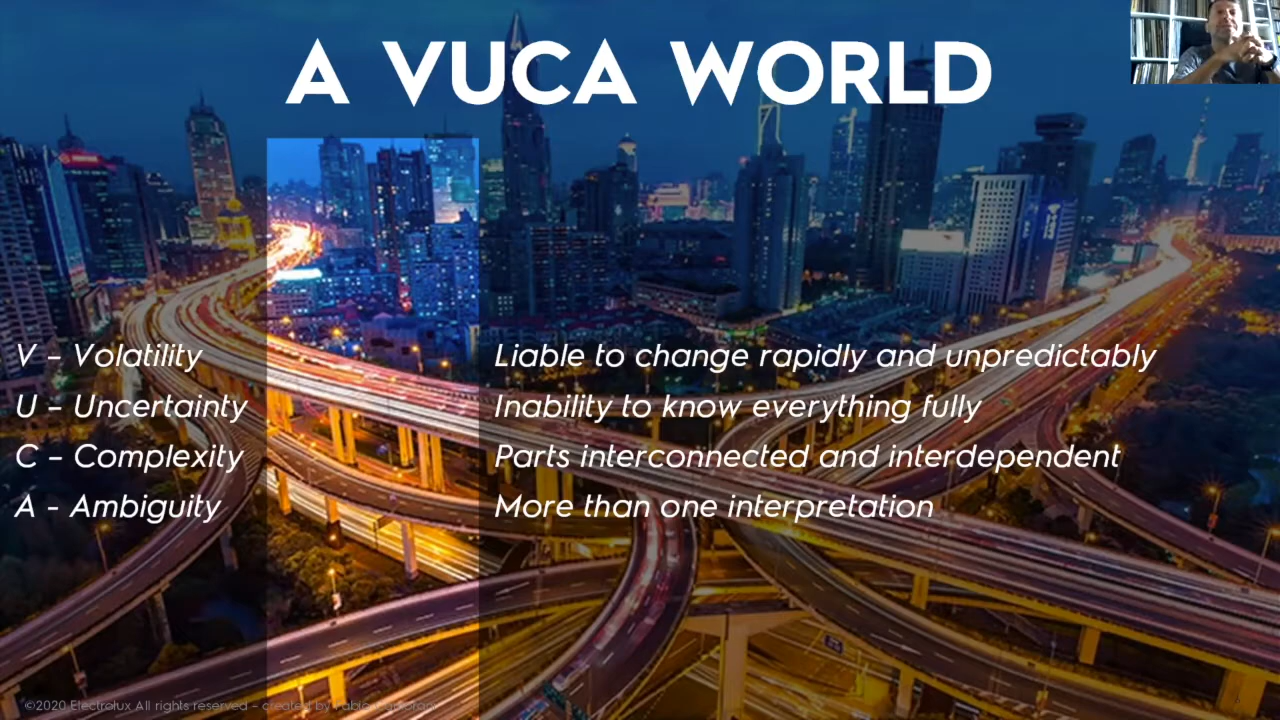 A VUCA WORLD
V – Volatility
Liable to change rapidly and unpredictably
U – Uncertainty
Inability to know everything fully
C – Complexity
Parts interconnected and interdependent
A - Ambiguity
More than one interpretation
©2020 Electrolux All rights reserved – created by